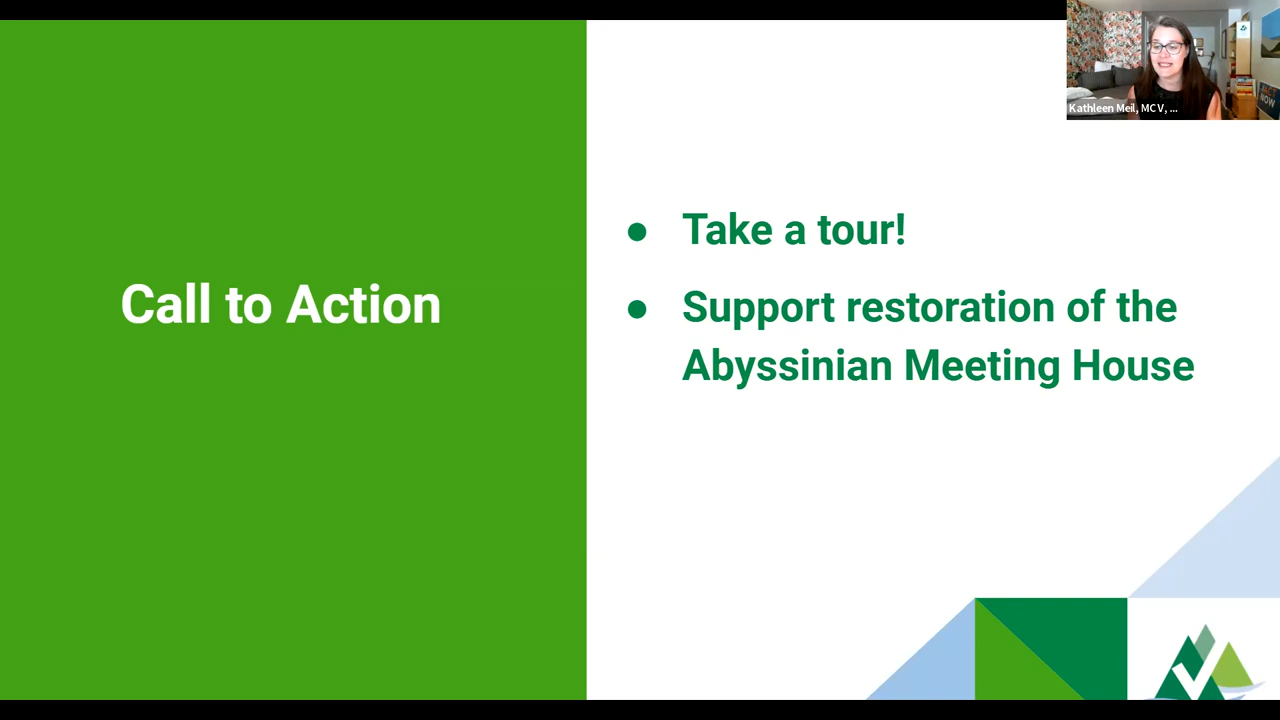 Kathleen Meil, MCV, ...
Call to Action
● Take a tour!
● Support restoration of the
Abyssinian Meeting House